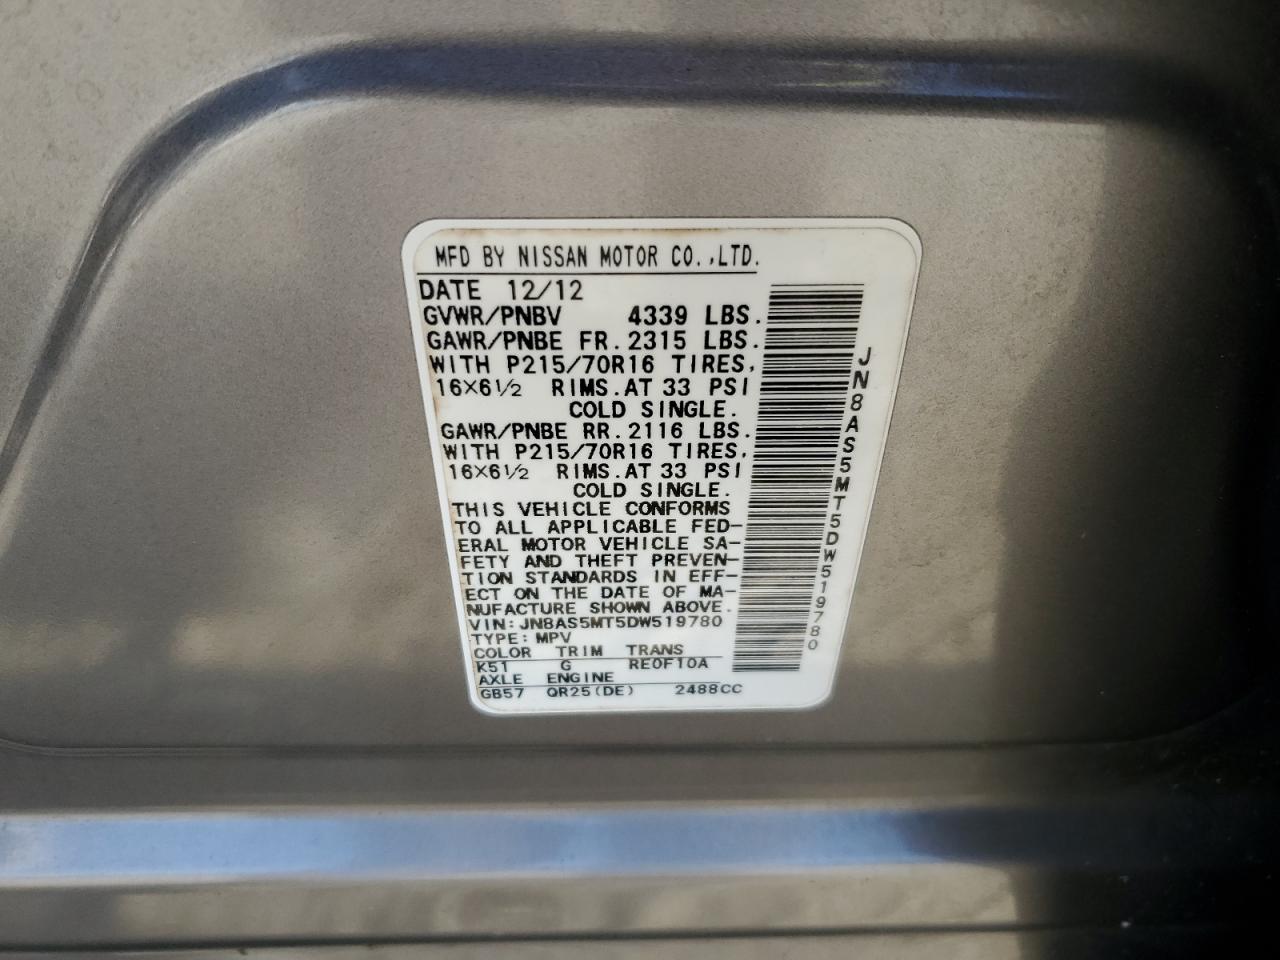 MFD BY NISSAN MOTOR CO.,LTD.
DATE 12/12
GVWR/PNBV 4339 LBS.
GAWR/PNBE FR. 2315 LBS.
WITH P215/70R16 TIRES,
16×6½ RIMS. AT 33 PSI
COLD SINGLE.
GAWR/PNBE RR. 2116 LBS.
WITH P215/70R16 TIRES,
16×6½ RIMS. AT 33 PSI
COLD SINGLE.
THIS VEHICLE CONFORMS
TO ALL APPLICABLE FED-
ERAL MOTOR VEHICLE SA-
FETY AND THEFT PREVEN-
TION STANDARDS IN EFF-
ECT ON THE DATE OF MA-
NUFACTURE SHOWN ABOVE.
VIN: JN8AS5MT5DW519780
TYPE: MPV
COLOR TRIM TRANS
K51 G RE0F10A
AXLE ENGINE
GB57 QR25(DE) 2488CC
JN8AS5MT5DW519780